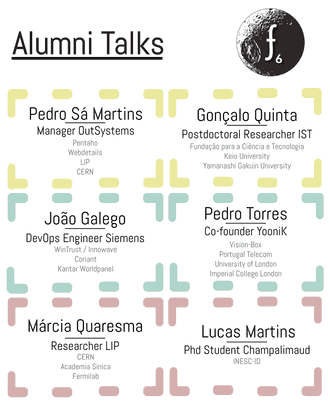 Alumni Talks
f6
Pedro Sá Martins
Manager OutSystems
Pentaho
Webdetails
LIP
CERN
Gonçalo Quinta
Postdoctoral Researcher IST
Fundação para a Ciência e Tecnologia
Keio University
Yamanashi Gakuin University
João Galego
DevOps Engineer Siemens
WinTrust / Innowave
Coriant
Kantar Worldpanel
Pedro Torres
Co-founder YooniK
Vision-Box
Portugal Telecom
University of London
Imperial College London
Márcia Quaresma
Researcher LIP
CERN
Academia Sinica
Fermilab
Lucas Martins
Phd Student Champalimaud
INESC-ID